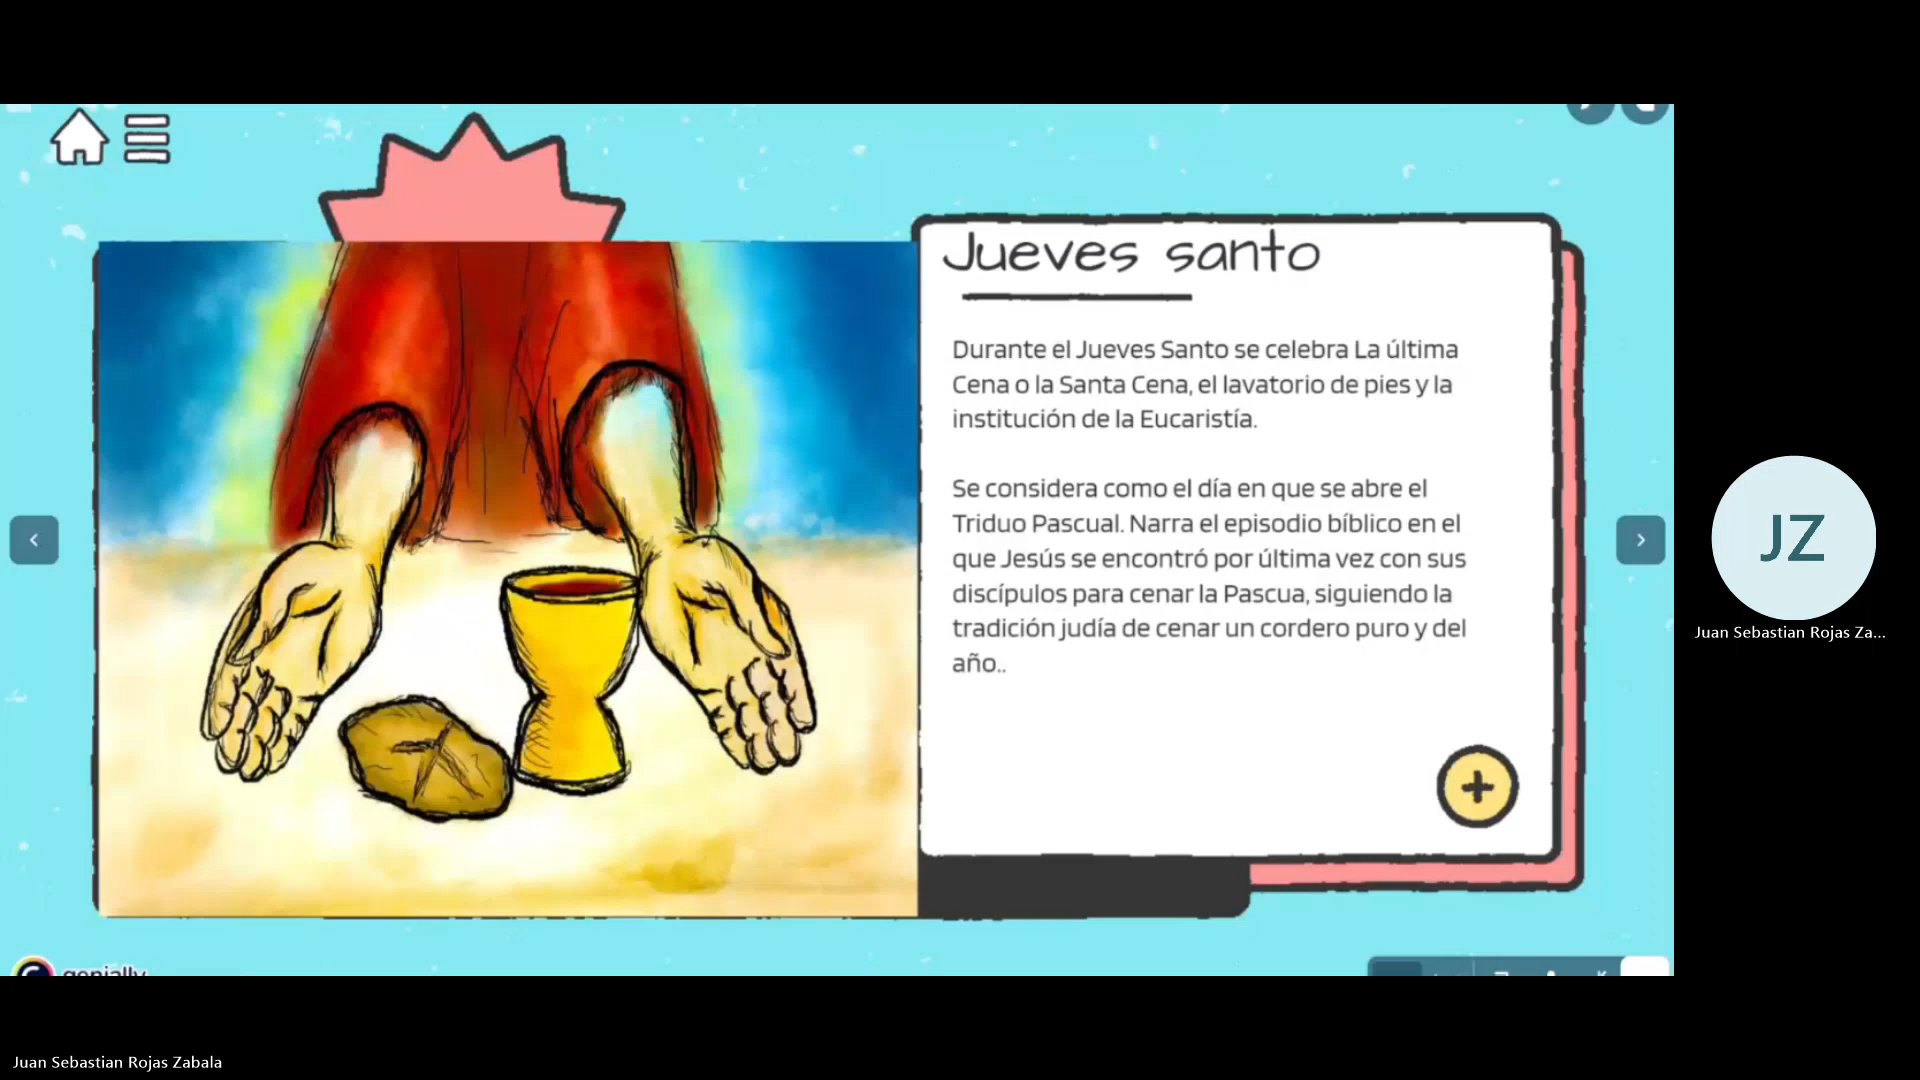 Jueves santo
Durante el Jueves Santo se celebra La última
Cena o la Santa Cena, el lavatorio de pies y la
institución de la Eucaristía.
Se considera como el día en que se abre el
Triduo Pascual. Narra el episodio bíblico en el
que Jesús se encontró por última vez con sus
discípulos para cenar la Pascua, siguiendo la
tradición judía de cenar un cordero puro y del
año..
JZ
Juan Sebastian Rojas Za...
genially
Juan Sebastian Rojas Zabala